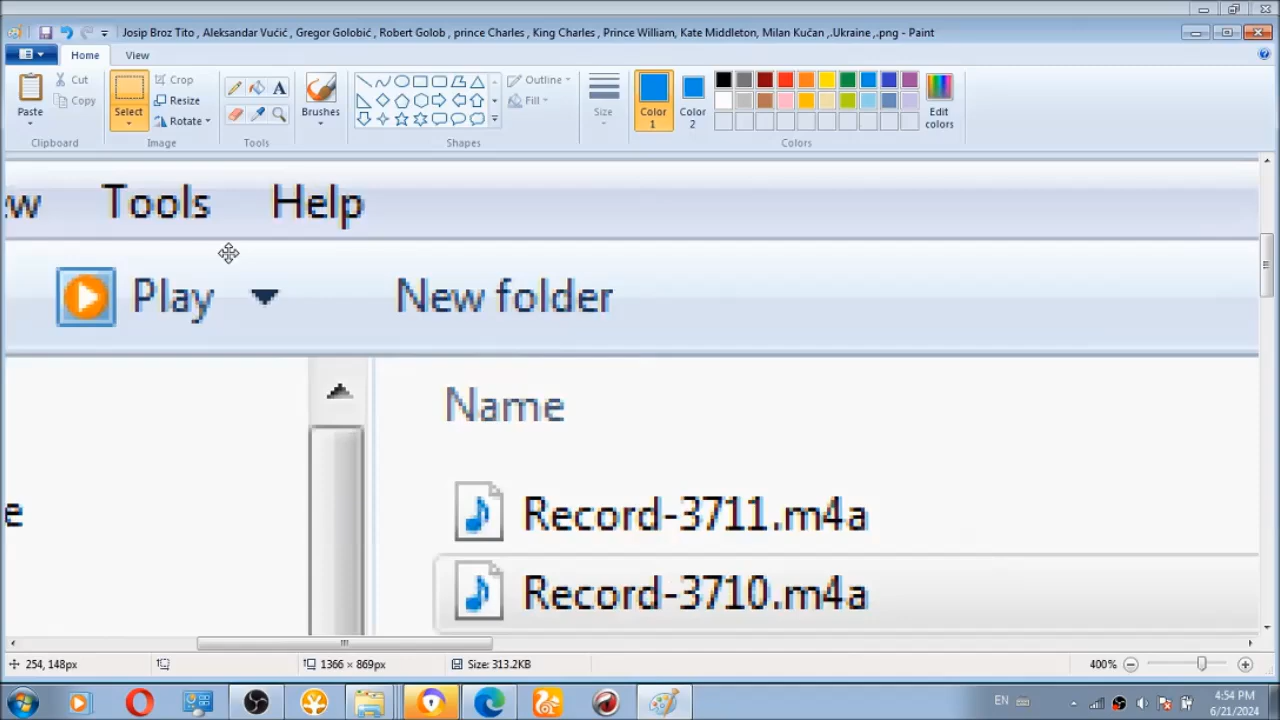 Josip Broz Tito , Aleksandar Vučić , Gregor Golobić , Robert Golob , prince Charles , King Charles , Prince William, Kate Middleton, Milan Kučan ,.Ukraine ,.png - Paint
Home View
Paste Cut Copy
Select Crop Resize Rotate
A
Brushes
Outline Fill
Size
Color 1
Color 2
Edit colors
Clipboard Image Tools Shapes Colors
ew Tools Help
Play New folder
Name
e Record-3711.m4a
Record-3710.m4a
254, 148px 1366 × 869px Size: 313.2KB 400%
EN 4:54 PM
6/21/2024